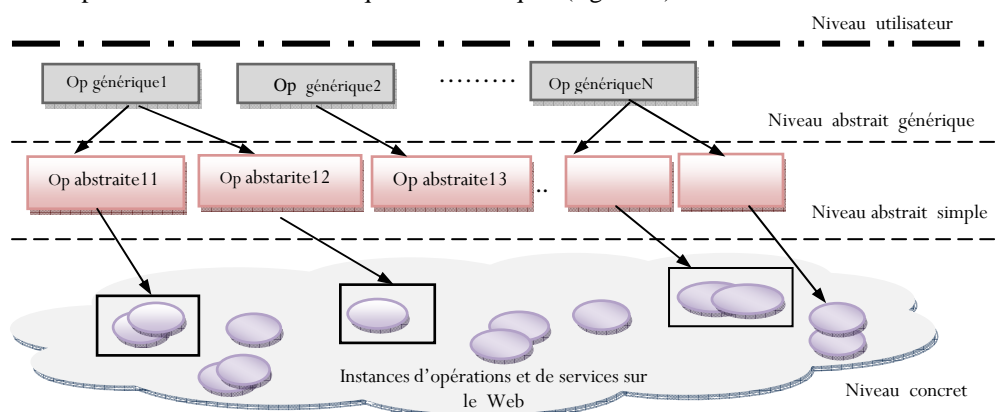 Niveau utilisateur
Op générique1
Op générique2
.........
Op génériqueN
Niveau abstrait générique
Op abstraite11
Op abstarite12
Op abstraite13
..
Niveau abstrait simple
Instances d'opérations et de services sur
le Web
Niveau concret